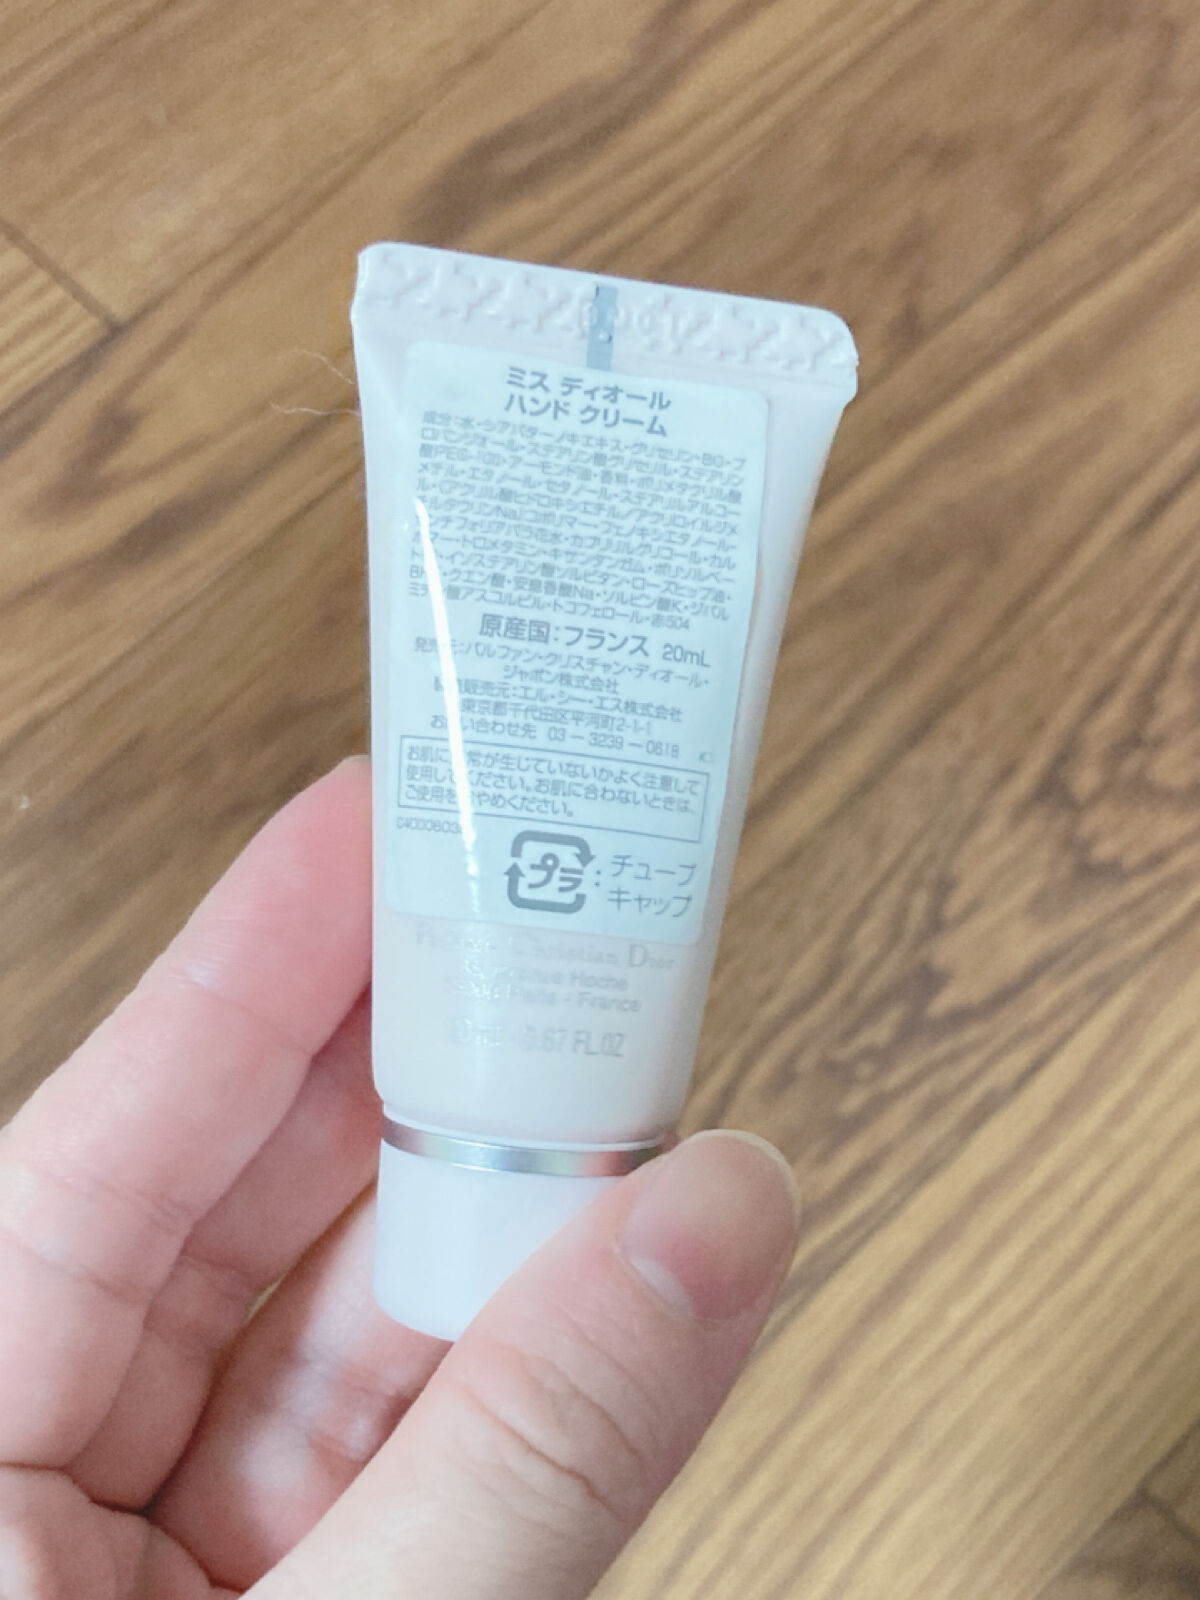 ミス ディオール
ハンド クリーム
成分:水・シアバターノキエキス・グリセリン・BG・プ
ロパンジオール・ステアリン酸グリセリル・ステアリン
酸PEG-100・アーモンド油・香料・ポリメタクリル酸
メチル・エタノール・セタノール・ステアリルアルコー
ル・(アクリル酸ヒドロキシエチル/アクリロイルジメ
チルタウリンNa)コポリマー・フェノキシエタノール・
センチフォリアバラ花水・カプリリルグリコール・カル
ボマー・トロメタミン・キサンタンガム・ポリソルベー
イソステアリン酸ソルビタン・ローズヒップ油・
クエン酸・安息香酸Na・ソルビン酸K・ジパル
ミチン酸アスコルビル・トコフェロール・赤504
原産国:フランス 20mL
発売元:パルファン・クリスチャン・ディオール・
ジャポン株式会社
販売元:エル・シー・エス株式会社
東京都千代田区平河町2-1-1
お問い合わせ先 03-3239-0618
お肌に異常が生じていないかよく注意して
使用してください。お肌に合わないときは、
ご使用をおやめください。
プラ : チューブ
キャップ
Christian Dior
Avenue Hoche
Paris - France
0.67 FL.OZ